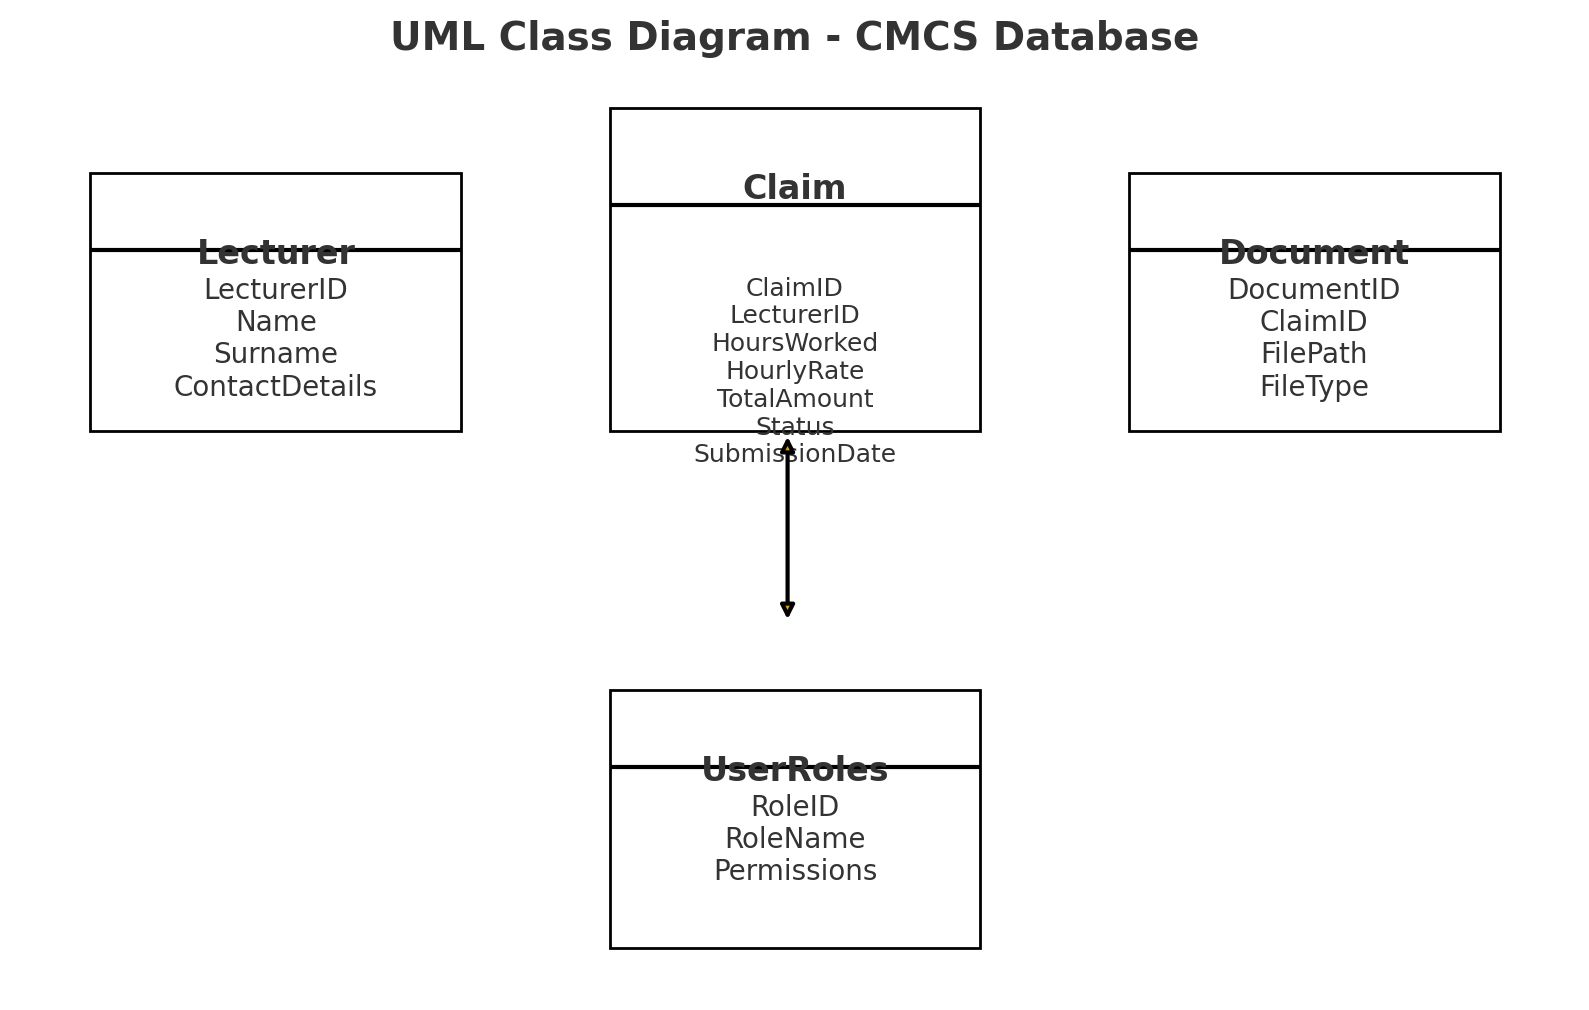 UML Class Diagram - CMCS Database
Lecturer
LecturerID
Name
Surname
ContactDetails
Claim
ClaimID
LecturerID
HoursWorked
HourlyRate
TotalAmount
Status
SubmissionDate
Document
DocumentID
ClaimID
FilePath
FileType
UserRoles
RoleID
RoleName
Permissions